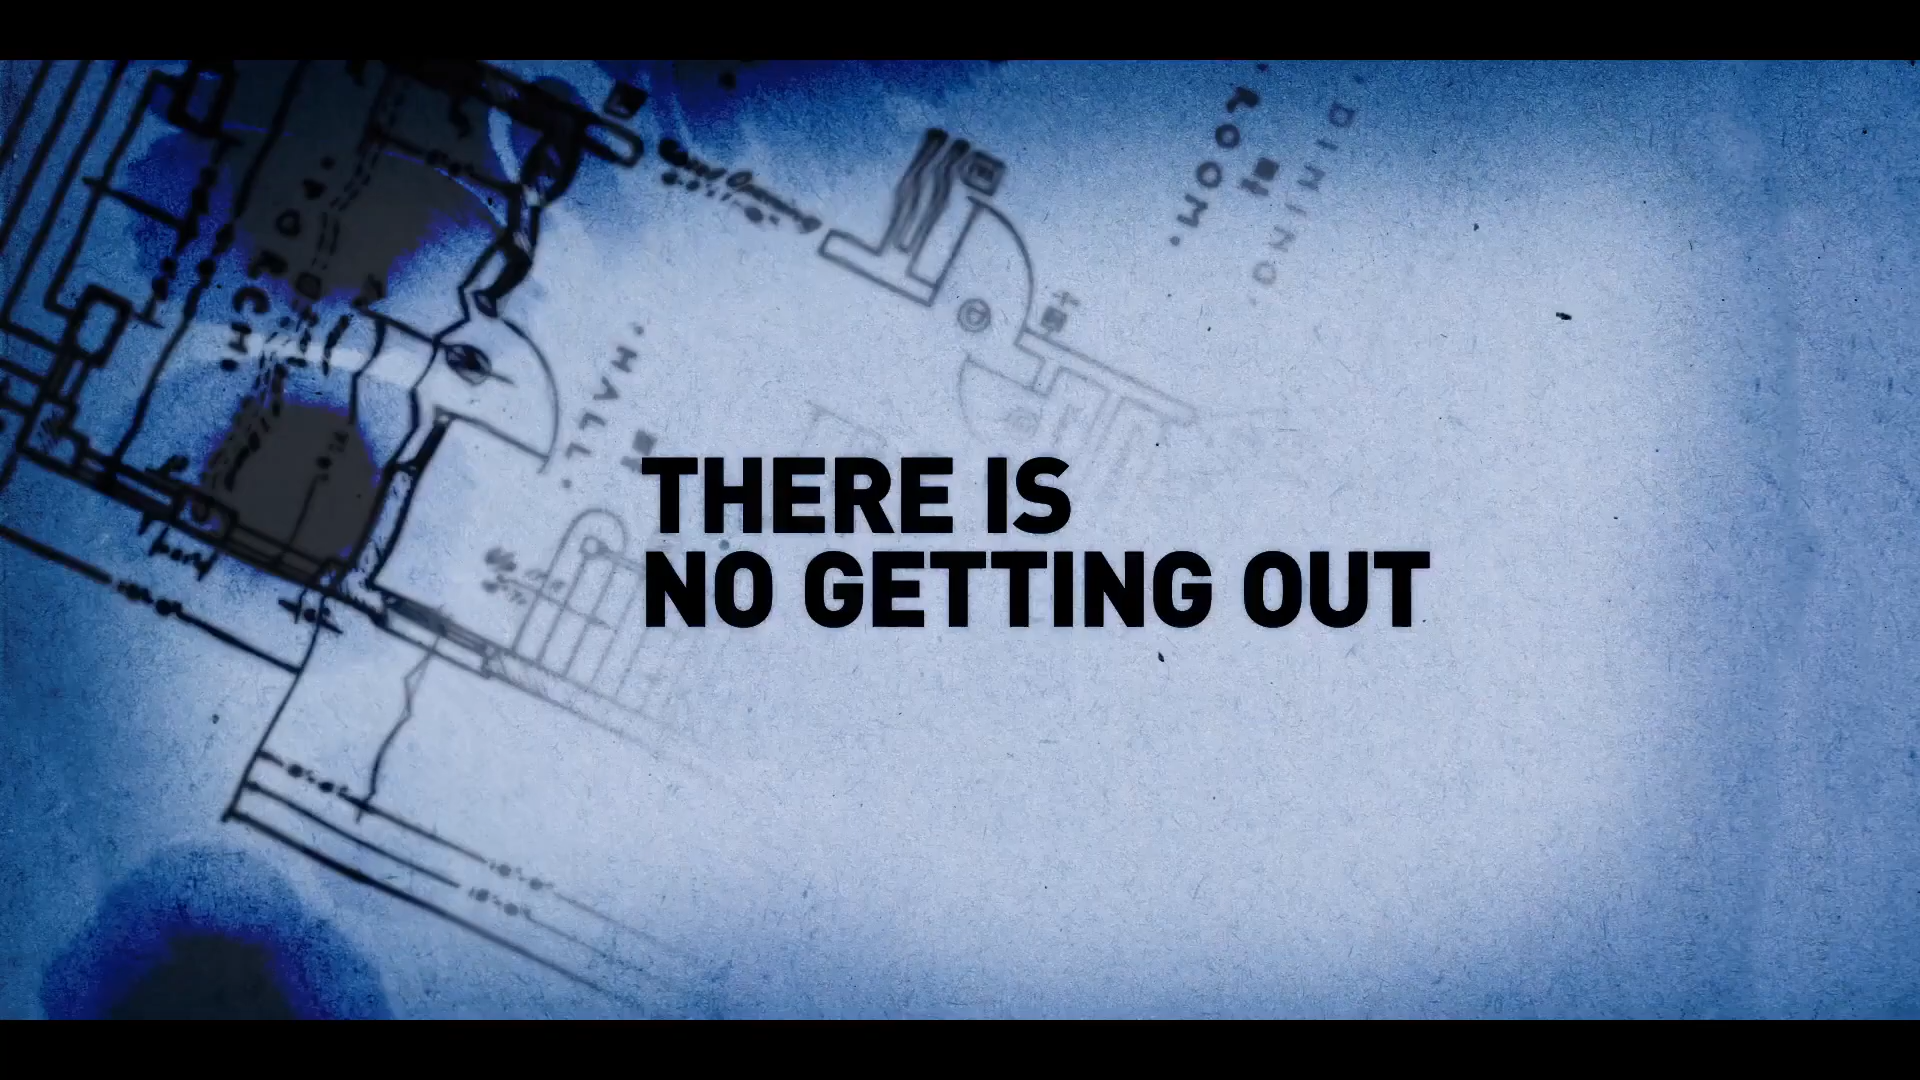 THERE IS
NO GETTING OUT
PORCH.
HALL.
DINING.
ROOM.